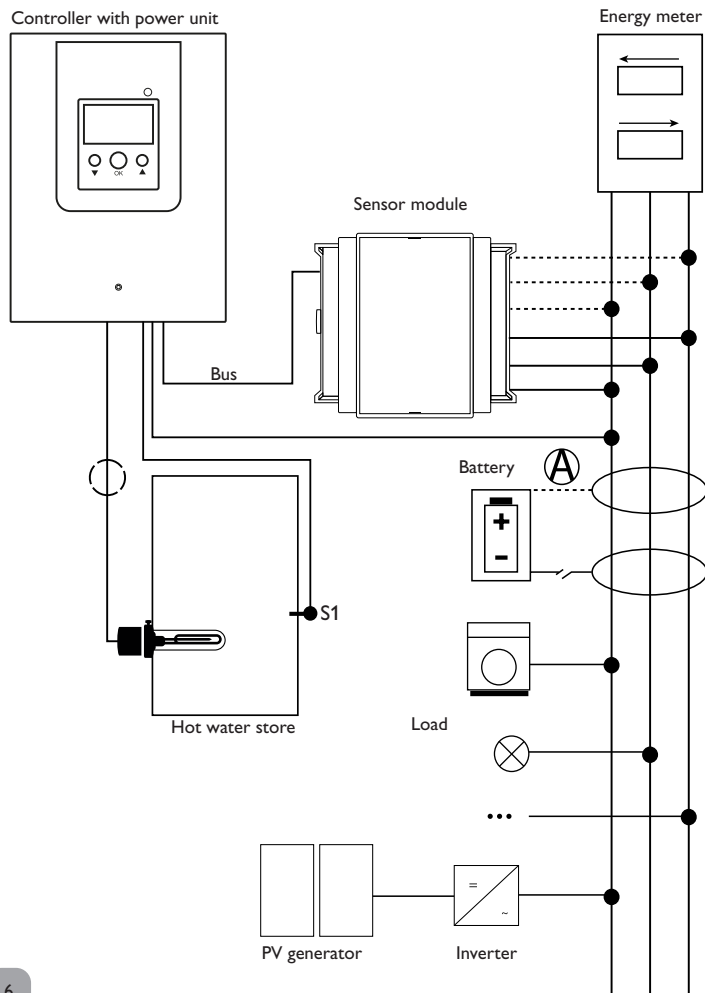 Controller with power unit
Energy meter
▼ OK ▲
Sensor module
Bus
Battery
A
+
-
S1
Hot water store
Load
...
=
~
PV generator
Inverter
6